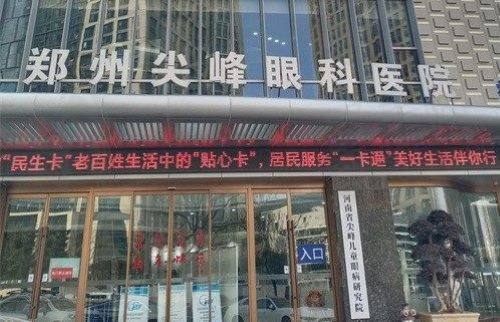 郑州尖峰眼科医院
"民生卡"老百姓生活中的"贴心卡"，居民服务"一卡通"美好生活伴你行
入口
河南省尖峰儿童眼病研究院